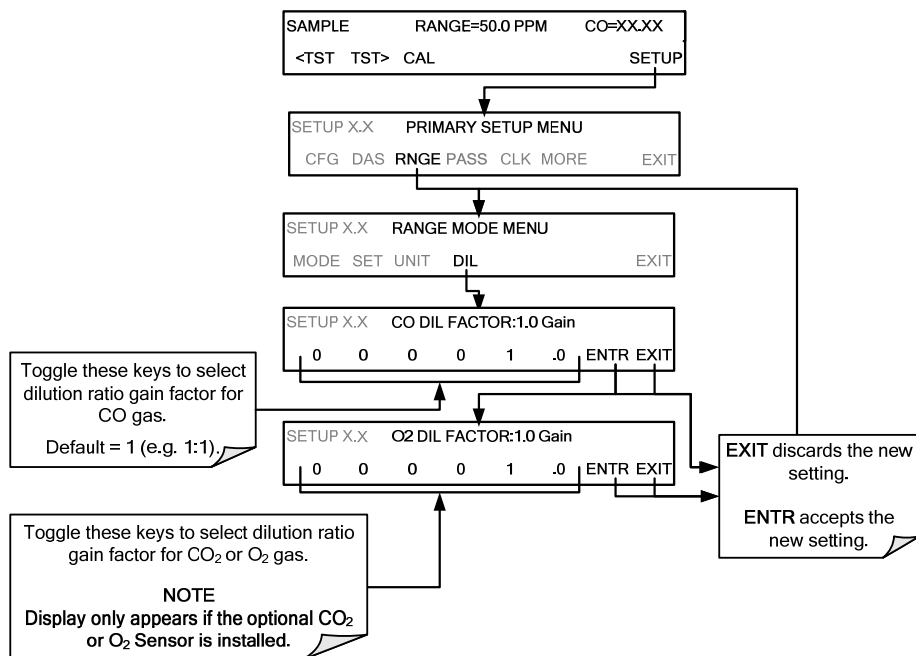 SAMPLE RANGE=50.0 PPM CO=XX.XX
<TST TST> CAL SETUP
SETUP X.X PRIMARY SETUP MENU
CFG DAS RNGE PASS CLK MORE EXIT
SETUP X.X RANGE MODE MENU
MODE SET UNIT DIL EXIT
SETUP X.X CO DIL FACTOR:1.0 Gain
0 0 0 0 1 .0 ENTR EXIT
Toggle these keys to select
dilution ratio gain factor for
CO gas.
Default = 1 (e.g. 1:1).
SETUP X.X O2 DIL FACTOR:1.0 Gain
0 0 0 0 1 .0 ENTR EXIT
EXIT discards the new
setting.
ENTR accepts the
new setting.
Toggle these keys to select dilution ratio
gain factor for CO₂ or O₂ gas.
NOTE
Display only appears if the optional CO₂
or O₂ Sensor is installed.